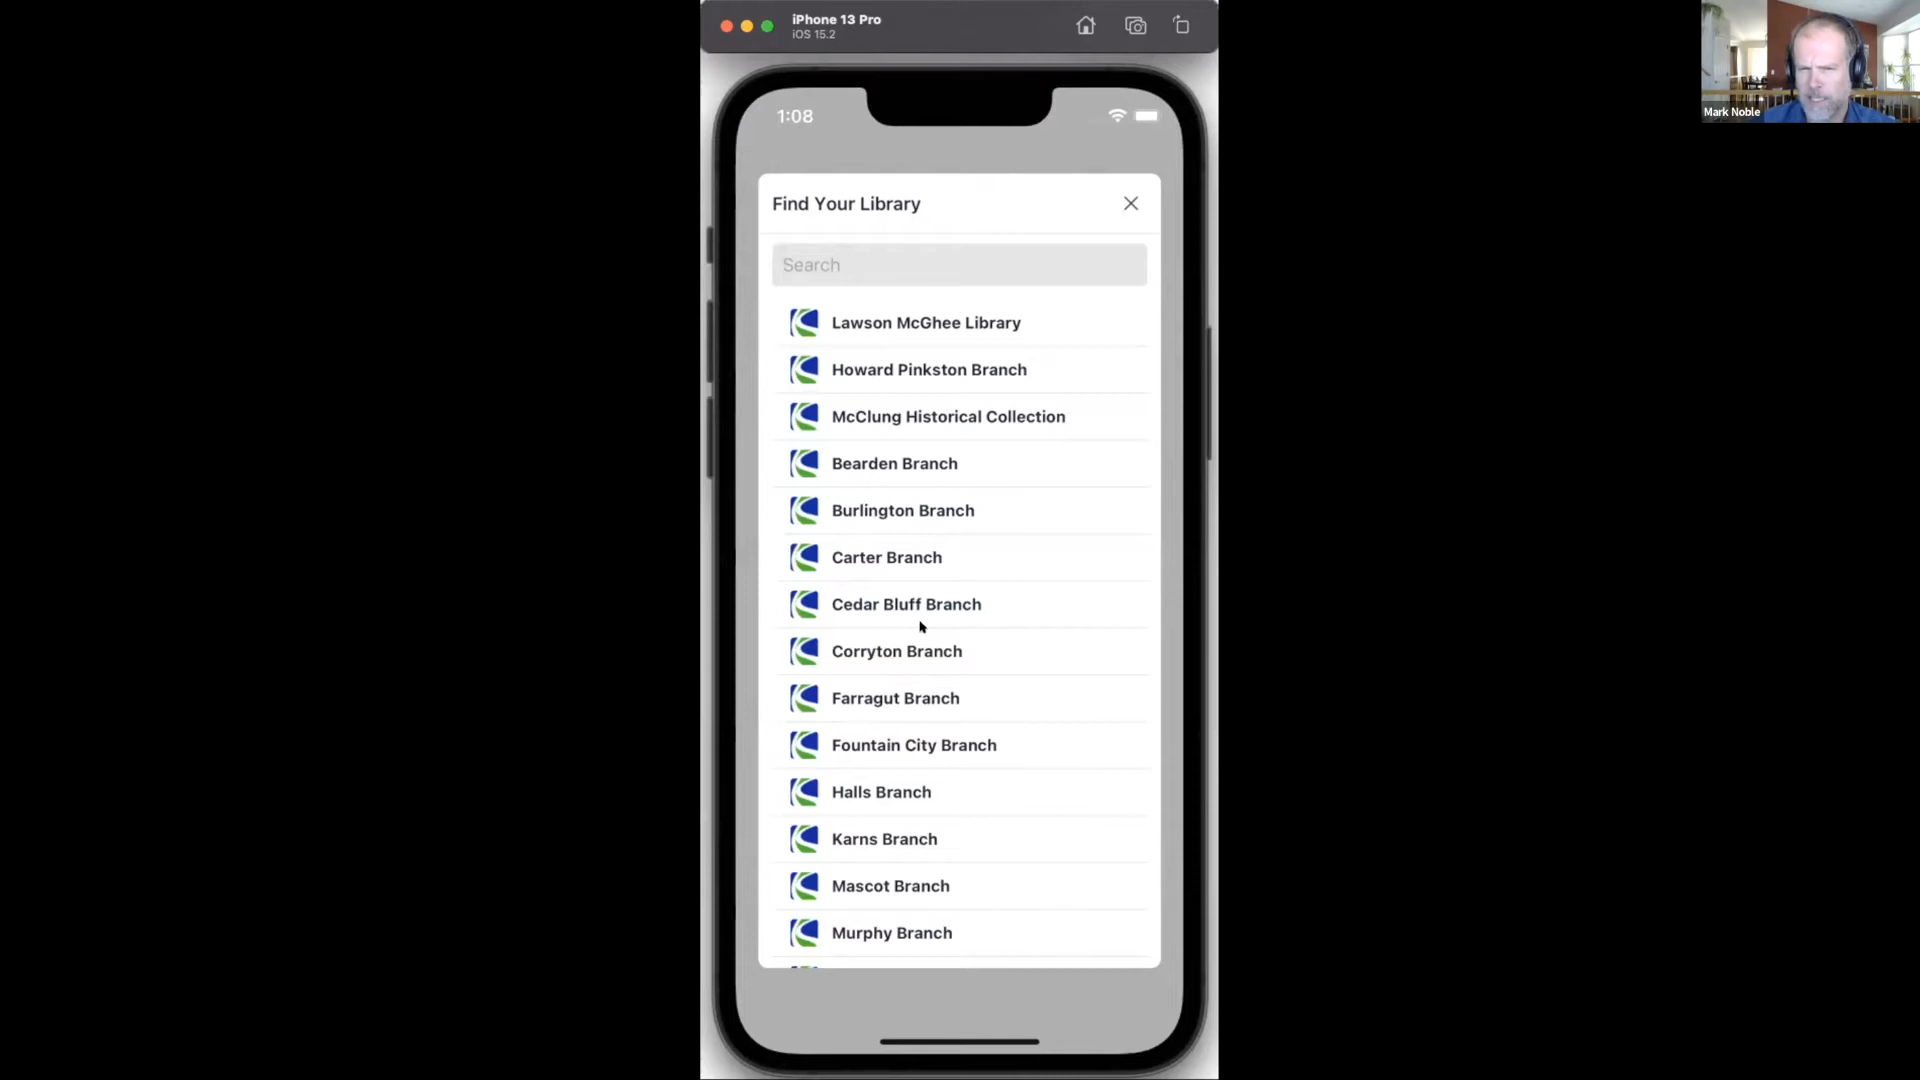 iPhone 13 Pro
iOS 15.2
Mark Noble
1:08
Find Your Library
Search
Lawson McGhee Library
Howard Pinkston Branch
McClung Historical Collection
Bearden Branch
Burlington Branch
Carter Branch
Cedar Bluff Branch
Corryton Branch
Farragut Branch
Fountain City Branch
Halls Branch
Karns Branch
Mascot Branch
Murphy Branch